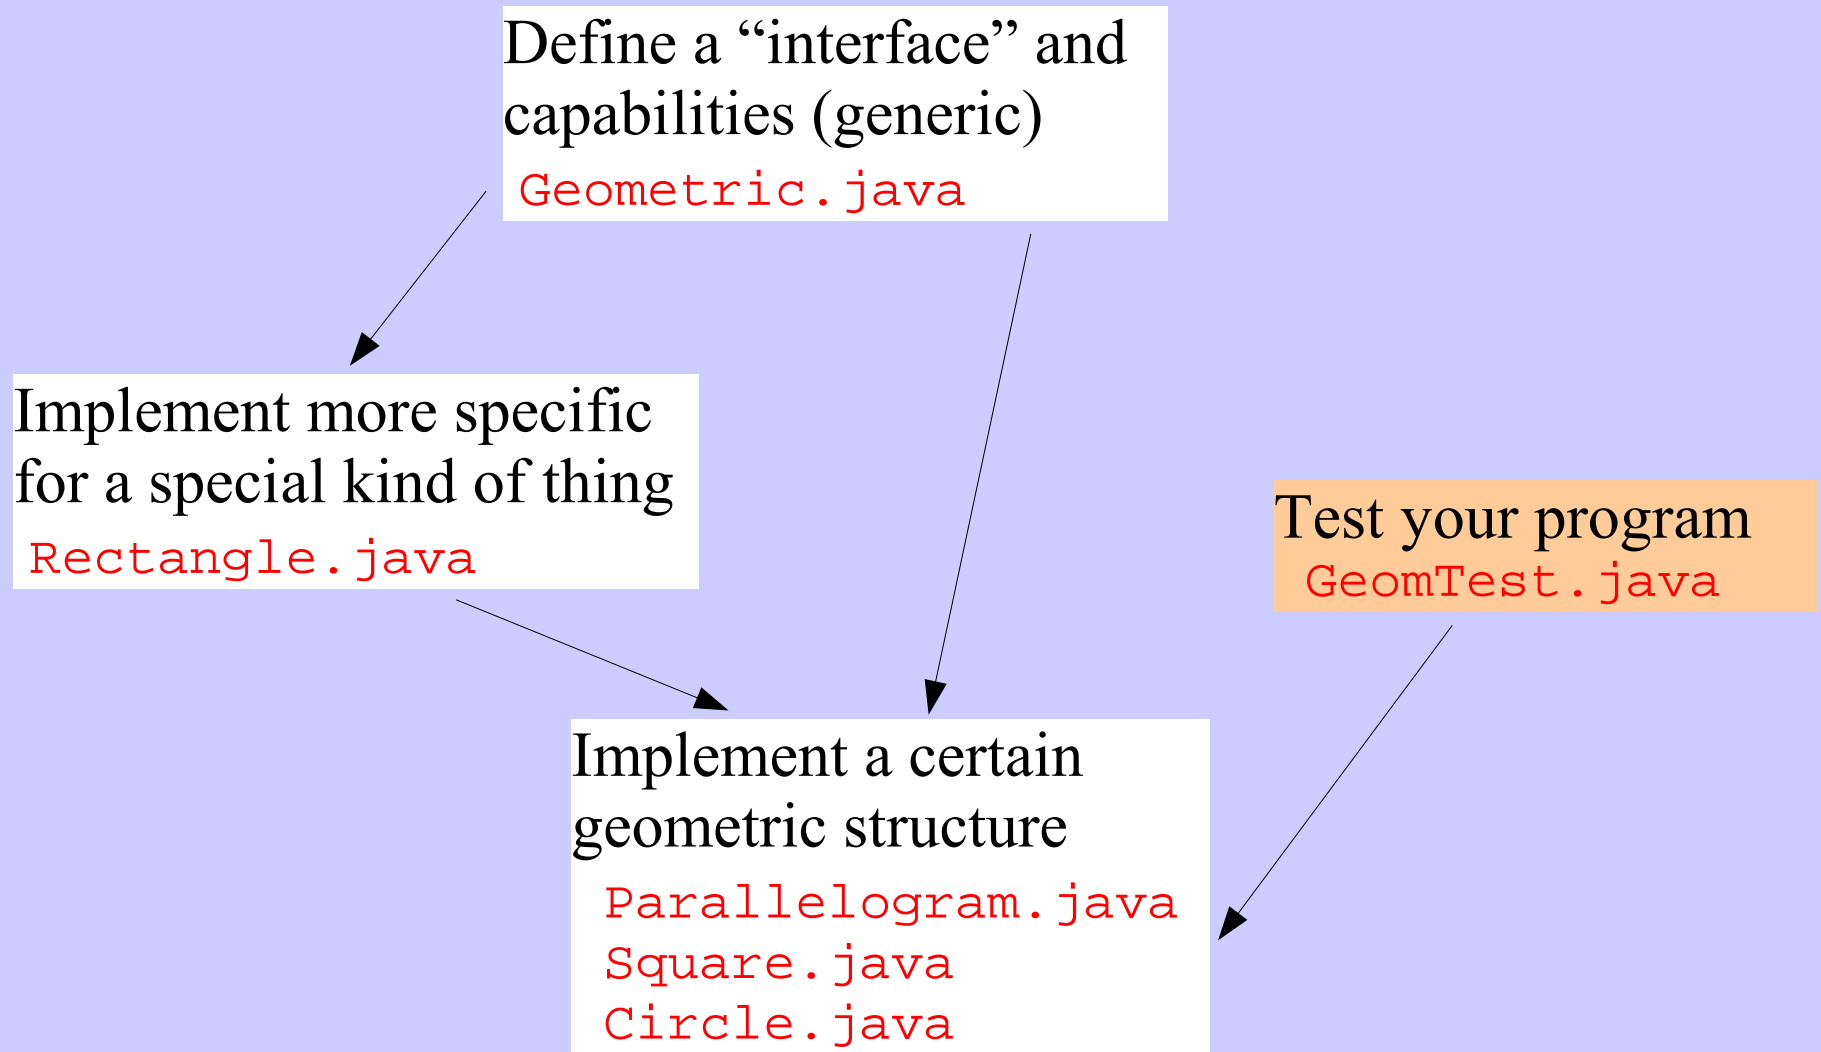 Define a “interface” and
capabilities (generic)
Geometric.java
Implement more specific
for a special kind of thing
Rectangle.java
Test your program
GeomTest.java
Implement a certain
geometric structure
Parallelogram.java
Square.java
Circle.java